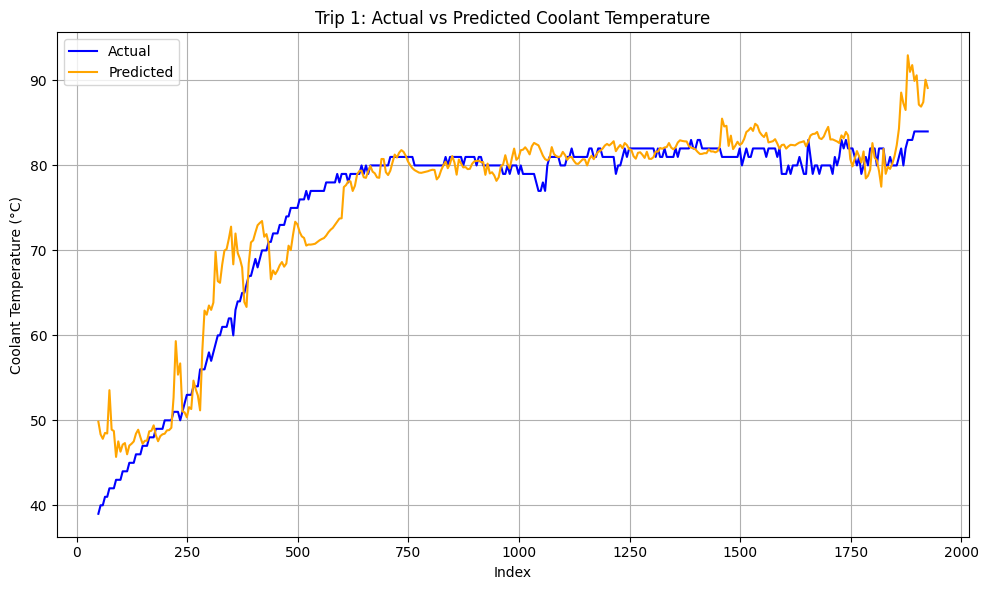 Trip 1: Actual vs Predicted Coolant Temperature
Actual
Predicted
Coolant Temperature (°C)
90
80
70
60
50
40
0 250 500 750 1000 1250 1500 1750 2000
Index